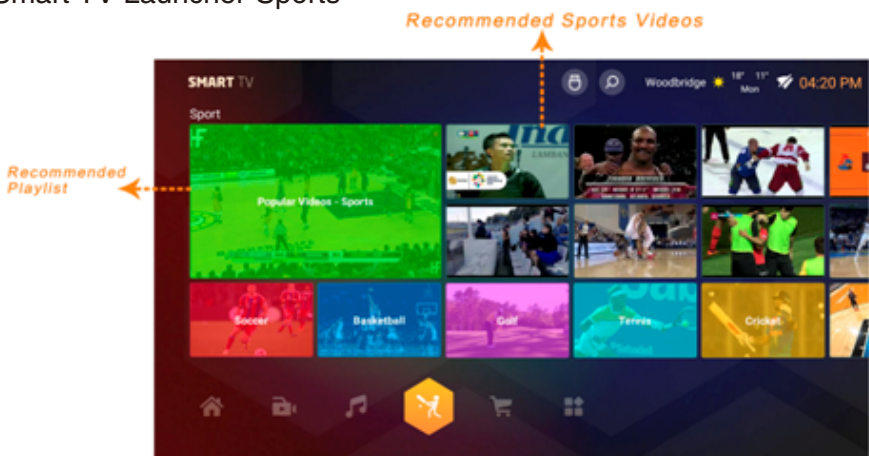 Smart TV Launcher Sports
Recommended Sports Videos
SMART TV
Woodbridge
18° 11°
Mon
04:20 PM
Sport
Recommended
Playlist
Popular Videos - Sports
Soccer
Basketball
Golf
Tennis
Cricket